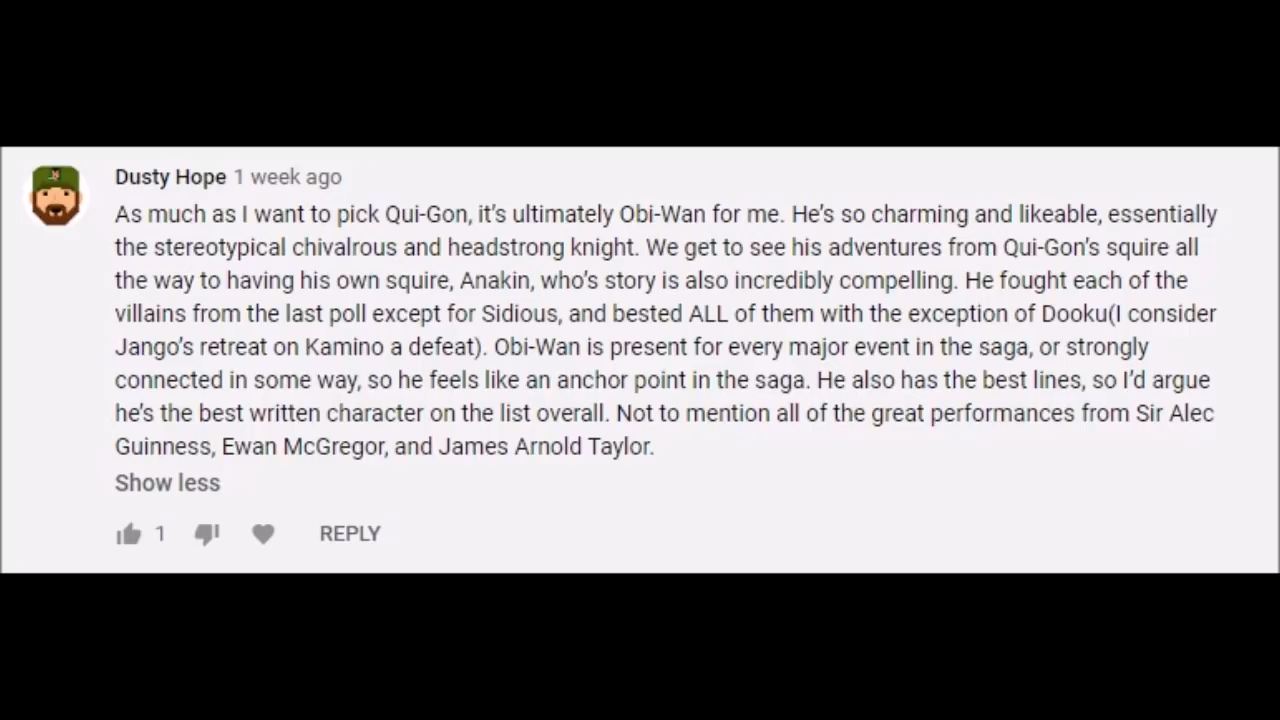 Dusty Hope 1 week ago
As much as I want to pick Qui-Gon, it’s ultimately Obi-Wan for me. He’s so charming and likeable, essentially
the stereotypical chivalrous and headstrong knight. We get to see his adventures from Qui-Gon’s squire all
the way to having his own squire, Anakin, who’s story is also incredibly compelling. He fought each of the
villains from the last poll except for Sidious, and bested ALL of them with the exception of Dooku(I consider
Jango’s retreat on Kamino a defeat). Obi-Wan is present for every major event in the saga, or strongly
connected in some way, so he feels like an anchor point in the saga. He also has the best lines, so I’d argue
he’s the best written character on the list overall. Not to mention all of the great performances from Sir Alec
Guinness, Ewan McGregor, and James Arnold Taylor.
Show less
1 REPLY